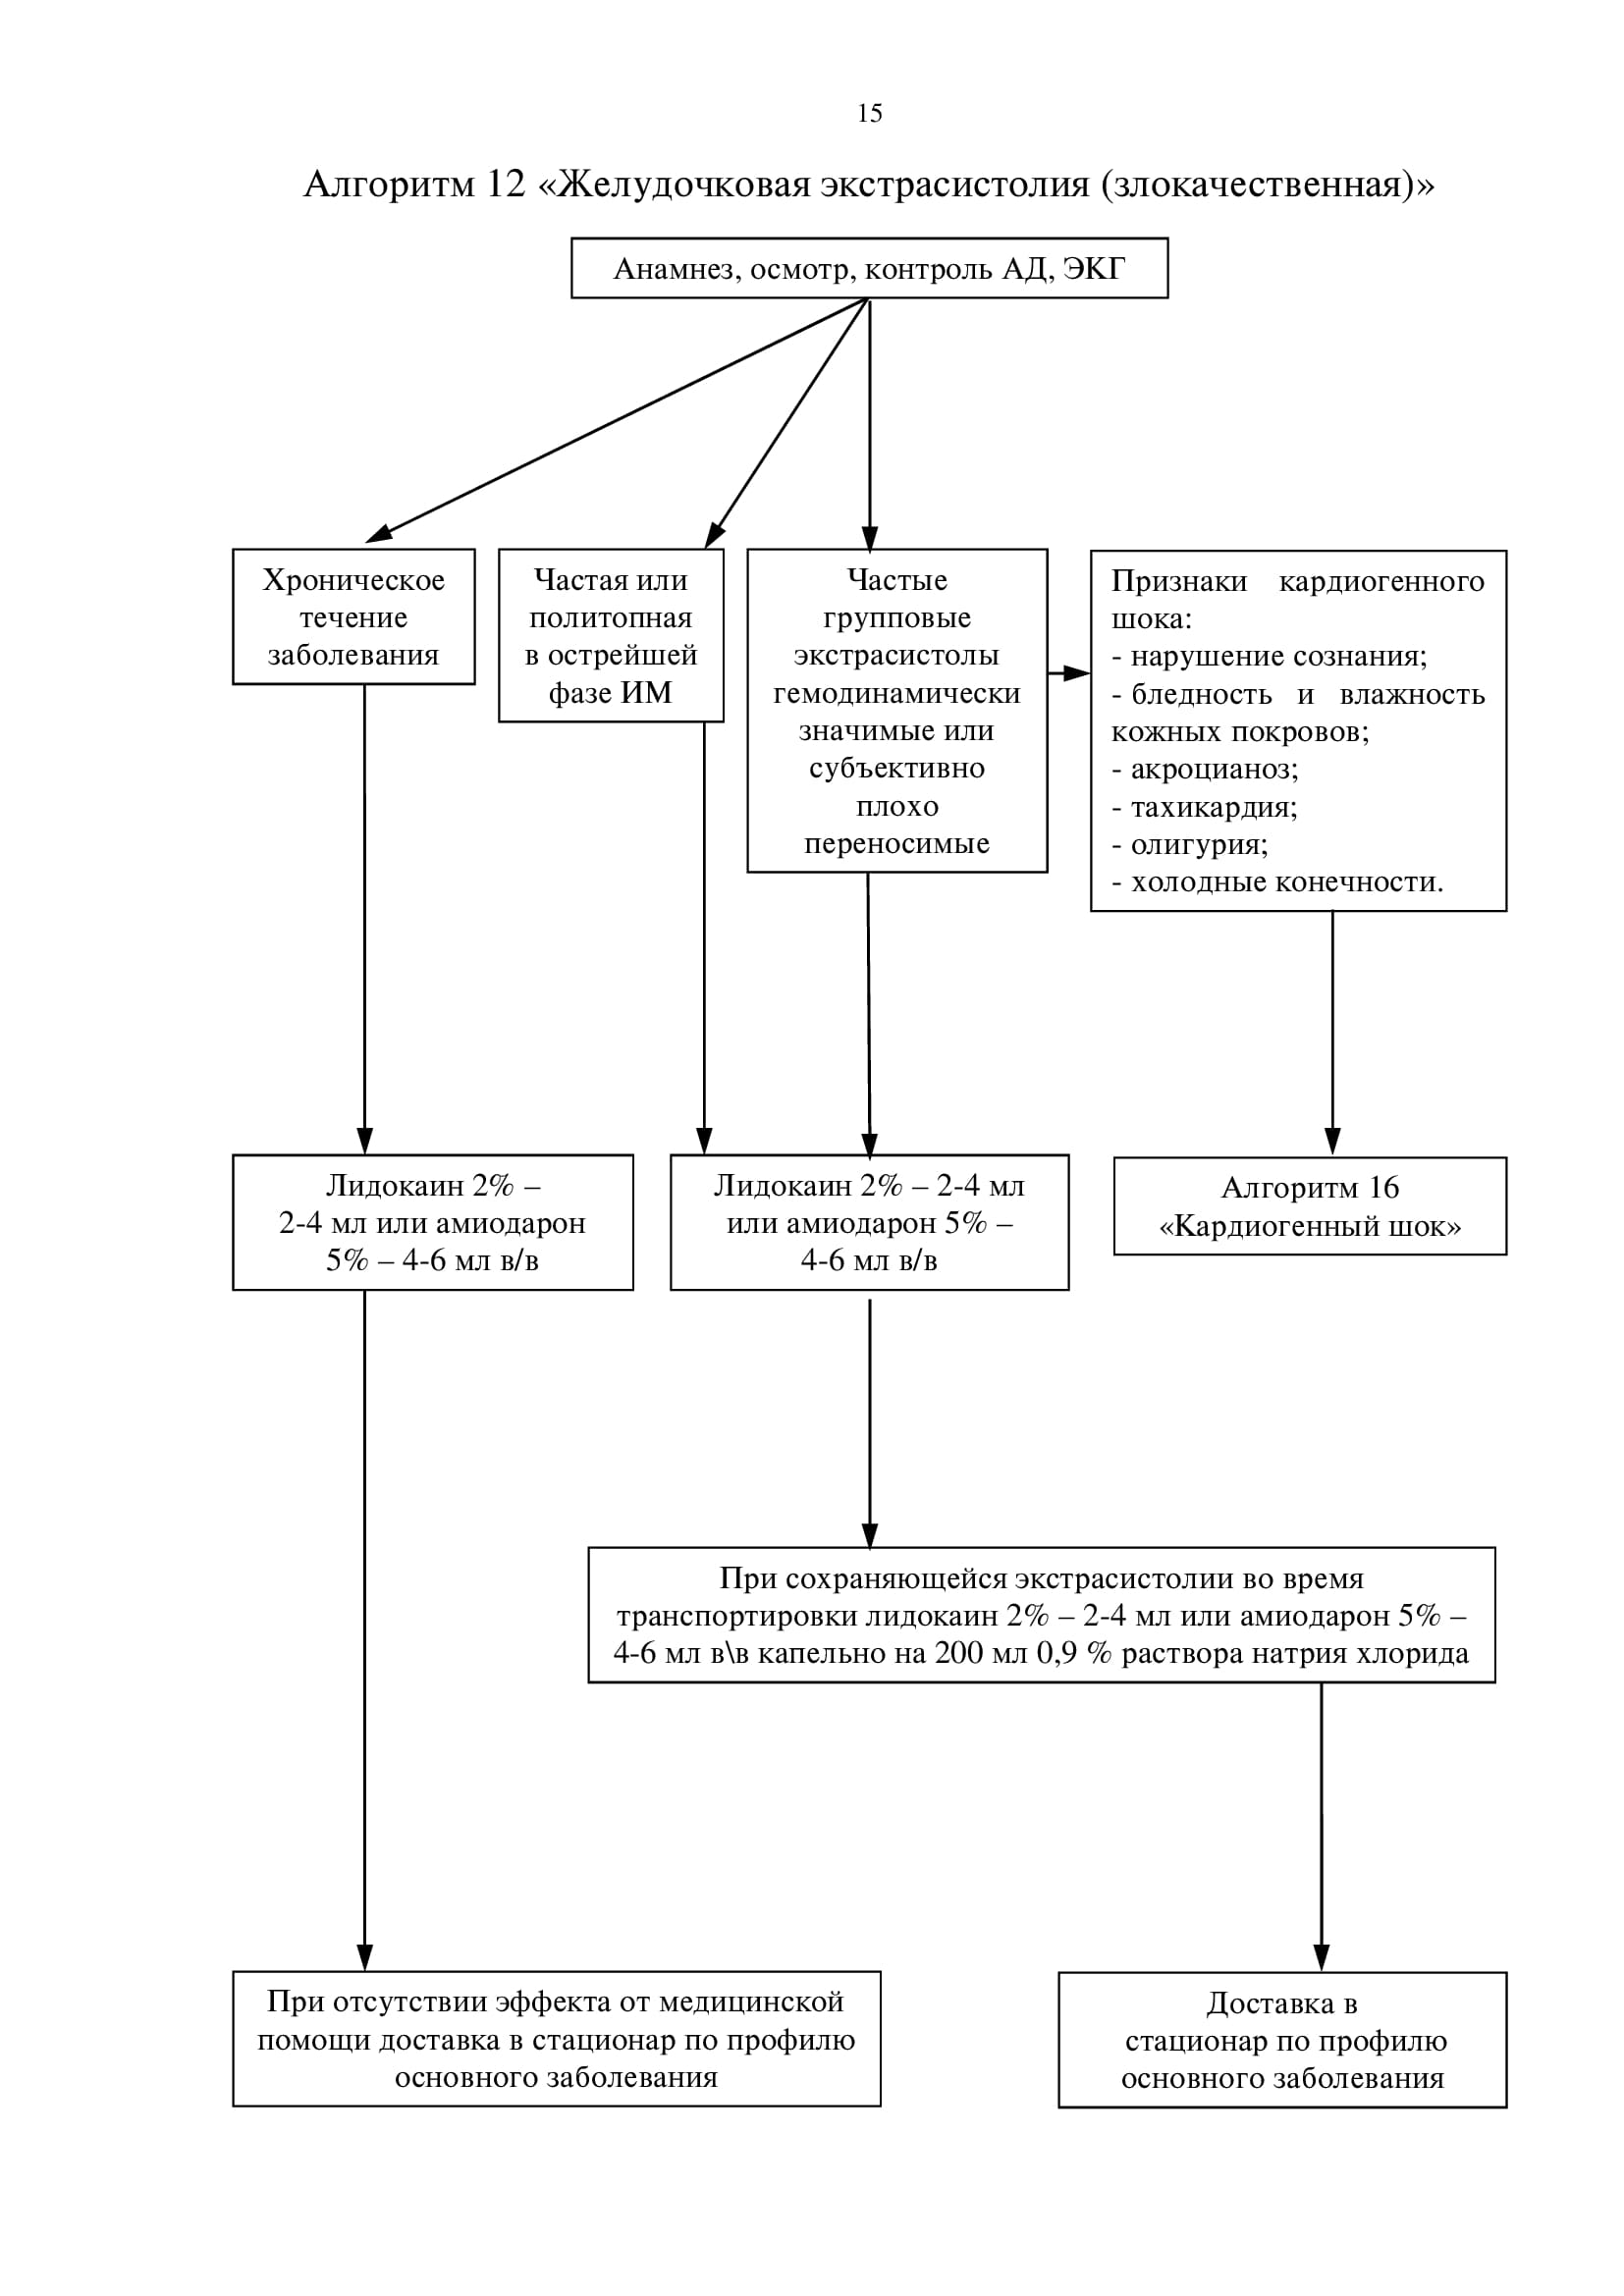 15
Алгоритм 12 «Желудочковая экстрасистолия (злокачественная)»
Анамнез, осмотр, контроль АД, ЭКГ
Хроническое
течение
заболевания
Частая или
политопная
в острейшей
фазе ИМ
Частые
групповые
экстрасистолы
гемодинамически
значимые или
субъективно
плохо
переносимые
Признаки кардиогенного
шока:
- нарушение сознания;
- бледность и влажность
кожных покровов;
- акроцианоз;
- тахикардия;
- олигурия;
- холодные конечности.
Лидокаин 2% –
2-4 мл или амиодарон
5% – 4-6 мл в/в
Лидокаин 2% – 2-4 мл
или амиодарон 5% –
4-6 мл в/в
Алгоритм 16
«Кардиогенный шок»
При сохраняющейся экстрасистолии во время
транспортировки лидокаин 2% – 2-4 мл или амиодарон 5% –
4-6 мл в\в капельно на 200 мл 0,9 % раствора натрия хлорида
При отсутствии эффекта от медицинской
помощи доставка в стационар по профилю
основного заболевания
Доставка в
стационар по профилю
основного заболевания